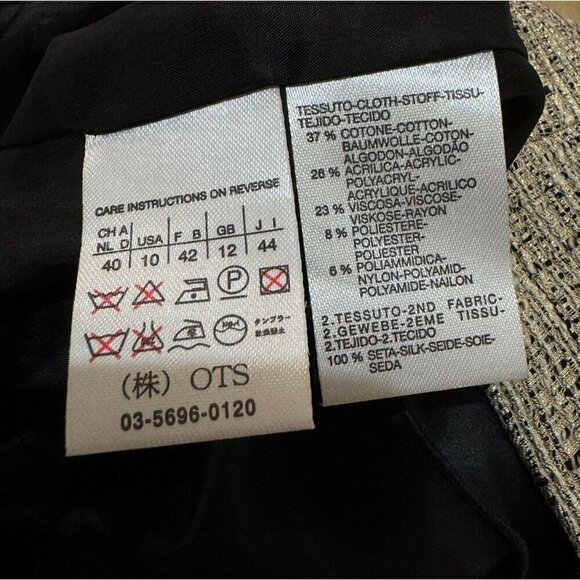 CARE INSTRUCTIONS ON REVERSE
CH A USA F B GB J I
NL D
40 10 42 12 44
P
タンブラー
乾燥禁止
(株) OTS
03-5696-0120
TESSUTO-CLOTH-STOFF-TISSU-
TEJIDO-TECIDO
37 % COTONE-COTTON-
BAUMWOLLE-COTON-
ALGODON-ALGODÃO
26 % ACRILICA-ACRYLIC-
POLYACRYL-
ACRYLIQUE-ACRILICO
23 % VISCOSA-VISCOSE-
VISKOSE-RAYON
8 % POLIESTERE-
POLYESTER-
POLIESTER
6 % POLIAMMIDICA-
NYLON-POLYAMID-
POLYAMIDE-NAILON
2.TESSUTO-2ND FABRIC-
2.GEWEBE-2EME TISSU-
2.TEJIDO-2.TECIDO
100 % SETA-SILK-SEIDE-SOIE-
SEDA